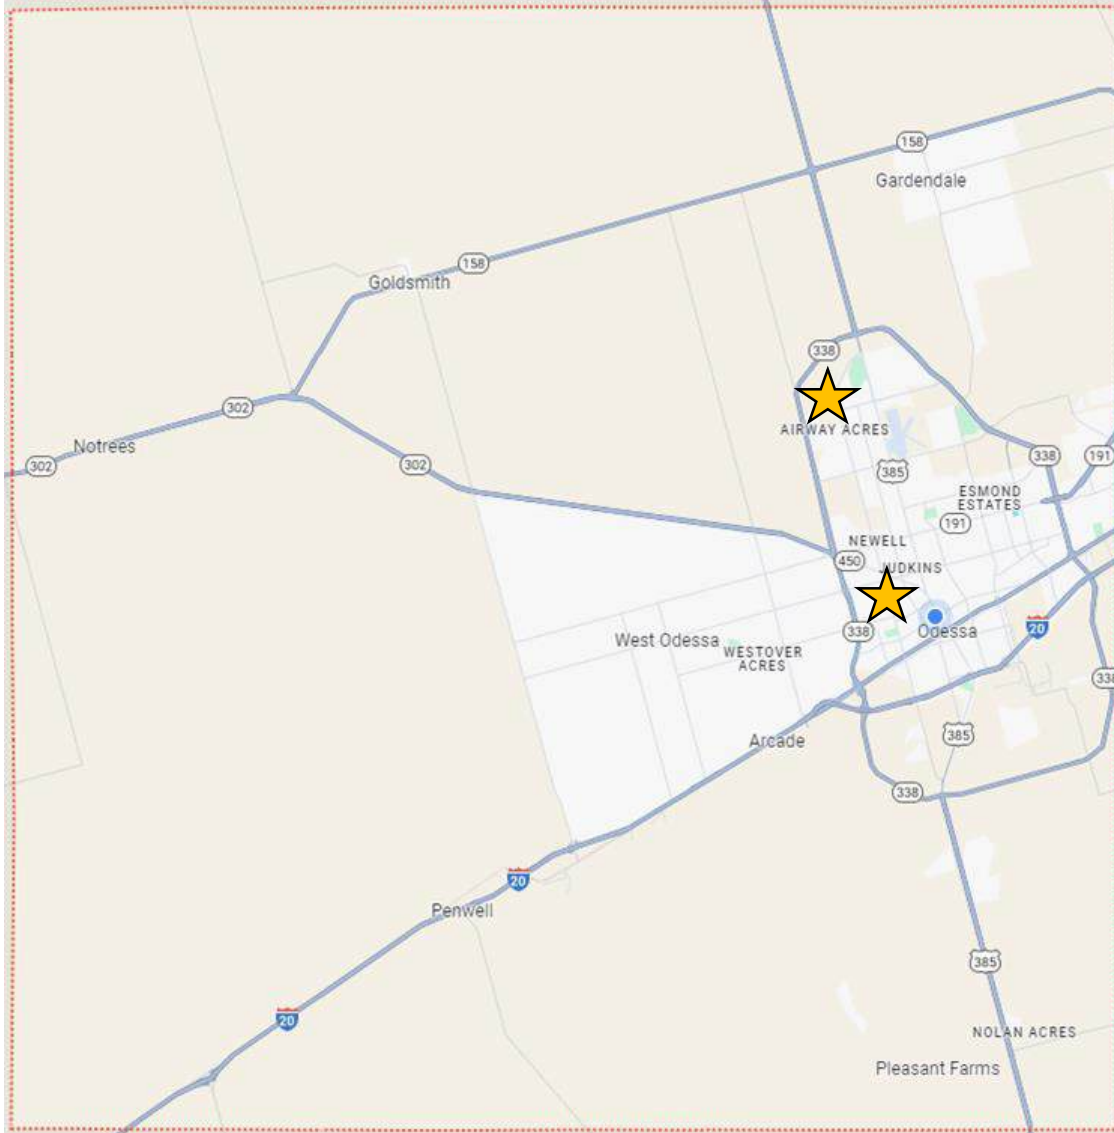 158
Gardendale
158
Goldsmith
338
302
Notrees
302
302
AIRWAY ACRES
385
338
191
ESMOND
ESTATES
191
NEWELL
450
JUDKINS
338
Odessa
20
West Odessa
WESTOVER
ACRES
338
385
Arcade
338
20
Penwell
385
20
NOLAN ACRES
Pleasant Farms